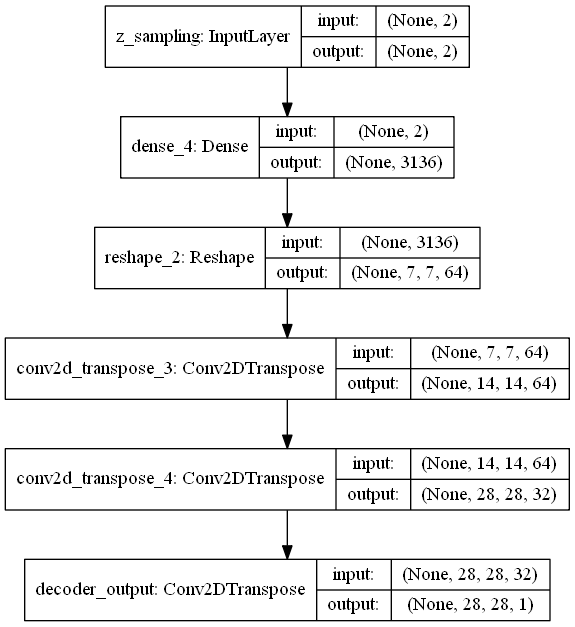 z_sampling: InputLayer
input: (None, 2)
output: (None, 2)
dense_4: Dense
input: (None, 2)
output: (None, 3136)
reshape_2: Reshape
input: (None, 3136)
output: (None, 7, 7, 64)
conv2d_transpose_3: Conv2DTranspose
input: (None, 7, 7, 64)
output: (None, 14, 14, 64)
conv2d_transpose_4: Conv2DTranspose
input: (None, 14, 14, 64)
output: (None, 28, 28, 32)
decoder_output: Conv2DTranspose
input: (None, 28, 28, 32)
output: (None, 28, 28, 1)